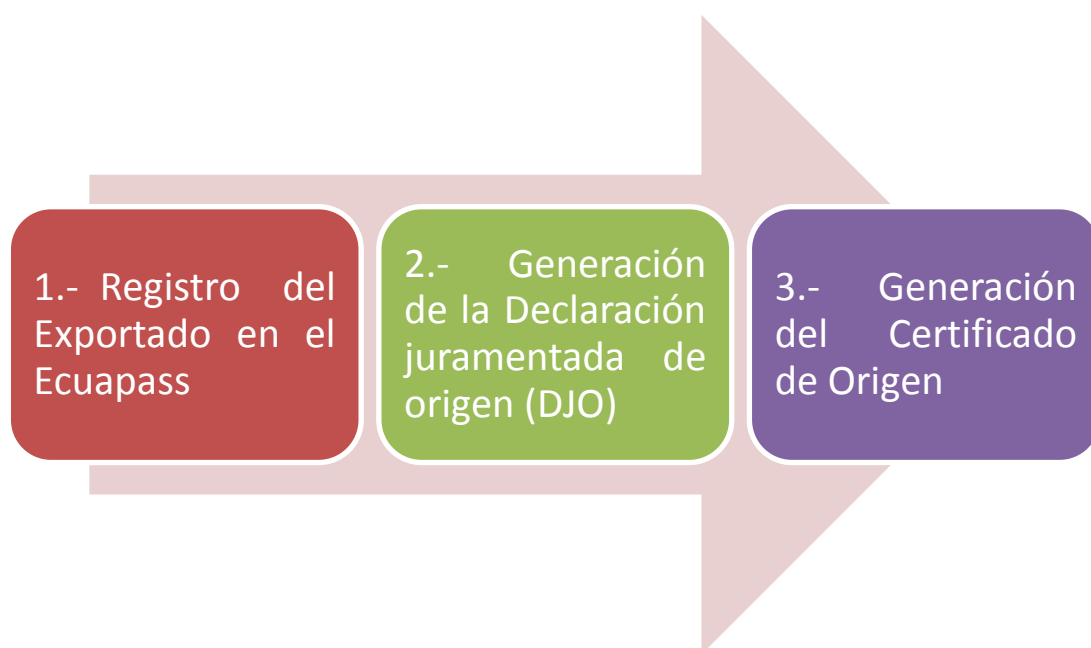 1.- Registro del
Exportado en el
Ecuapass
2.- Generación
de la Declaración
juramentada de
origen (DJO)
3.- Generación
del Certificado
de Origen